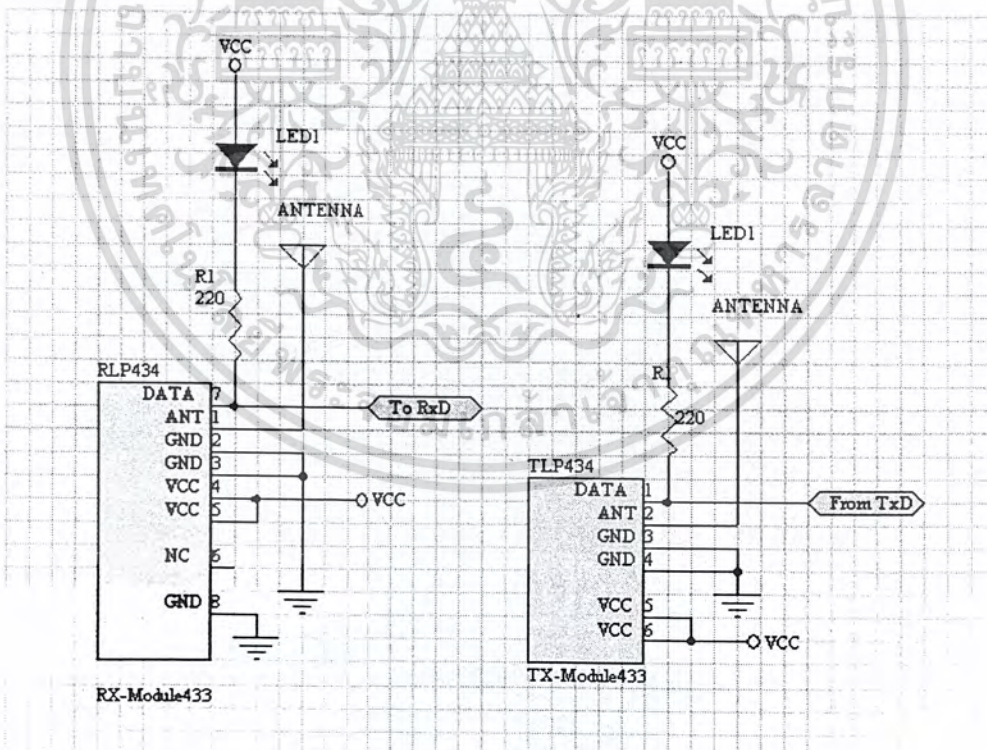 VCC
LED1
ANTENNA
R1
220
RLP434
DATA 7
ANT 1
GND 2
GND 3
VCC 4
VCC 5
NC 6
GND 8
To RxD
VCC
RX-Module433
VCC
LED1
ANTENNA
R1
220
TLP434
DATA 1
ANT 2
GND 3
GND 4
VCC 5
VCC 6
From TxD
VCC
TX-Module433